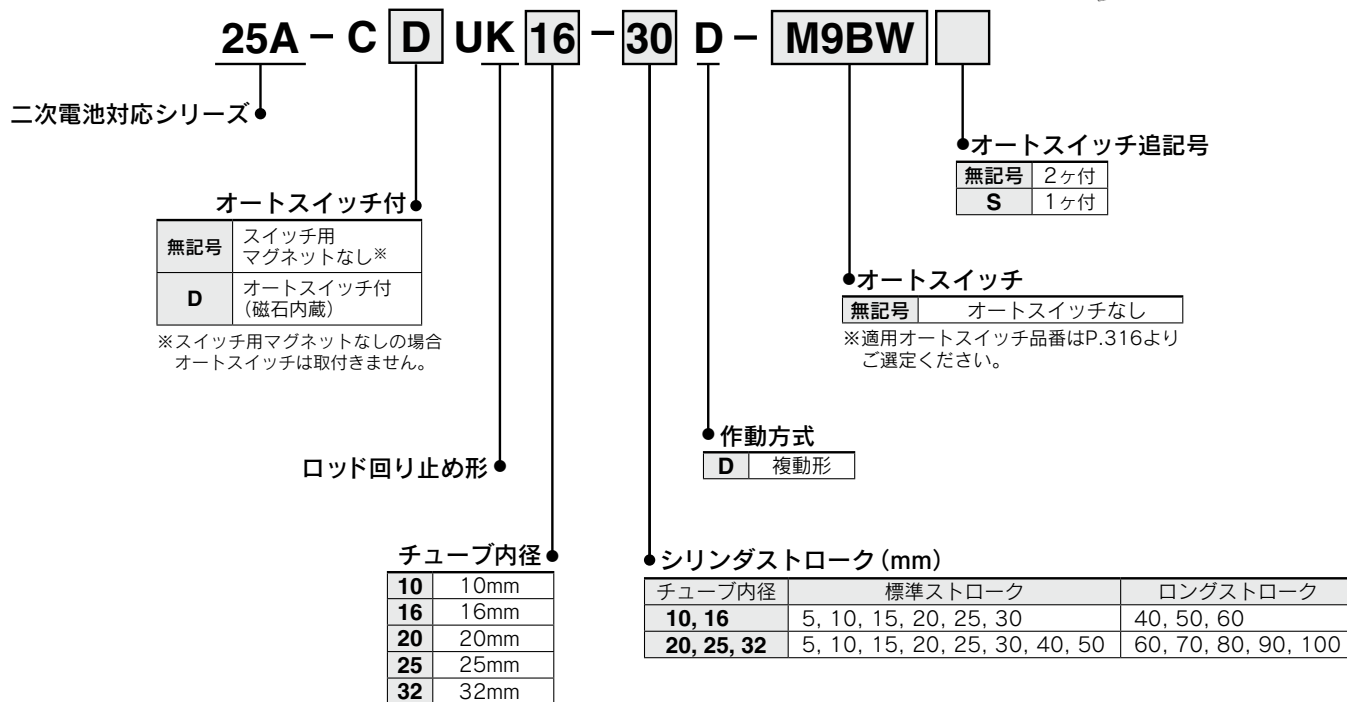 25A - C D UK 16 - 30 D - M9BW
二次電池対応シリーズ
オートスイッチ追記号
無記号 2ヶ付
S 1ヶ付
オートスイッチ付
無記号 スイッチ用
マグネットなし※
D オートスイッチ付
(磁石内蔵)
※スイッチ用マグネットなしの場合
オートスイッチは取付きません。
オートスイッチ
無記号 オートスイッチなし
※適用オートスイッチ品番はP.316より
ご選定ください。
作動方式
D 複動形
ロッド回り止め形
チューブ内径
10 10mm
16 16mm
20 20mm
25 25mm
32 32mm
シリンダストローク(mm)
チューブ内径 標準ストローク ロングストローク
10, 16 5, 10, 15, 20, 25, 30 40, 50, 60
20, 25, 32 5, 10, 15, 20, 25, 30, 40, 50 60, 70, 80, 90, 100